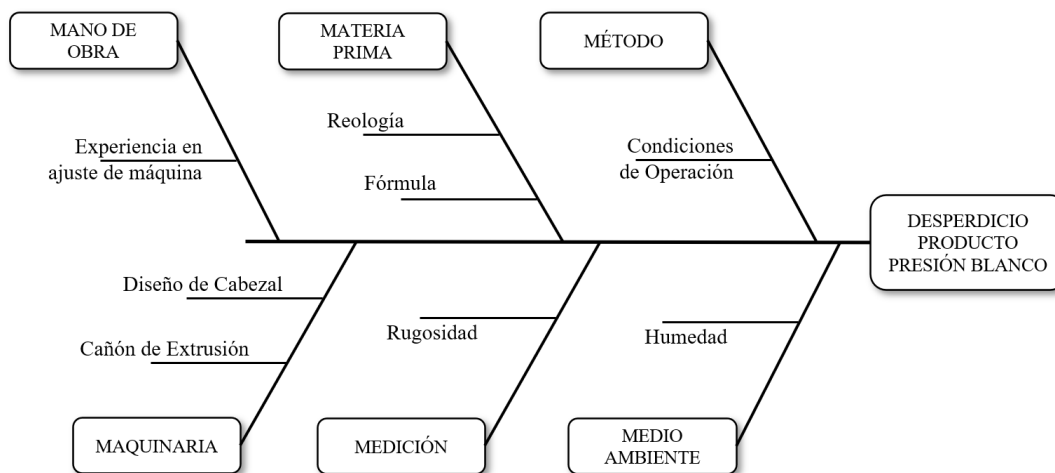 MANO DE
OBRA
MATERIA
PRIMA
MÉTODO
Experiencia en
ajuste de máquina
Reología
Fórmula
Condiciones
de Operación
DESPERDICIO
PRODUCTO
PRESIÓN BLANCO
Diseño de Cabezal
Cañón de Extrusión
Rugosidad
Humedad
MAQUINARIA
MEDICIÓN
MEDIO
AMBIENTE